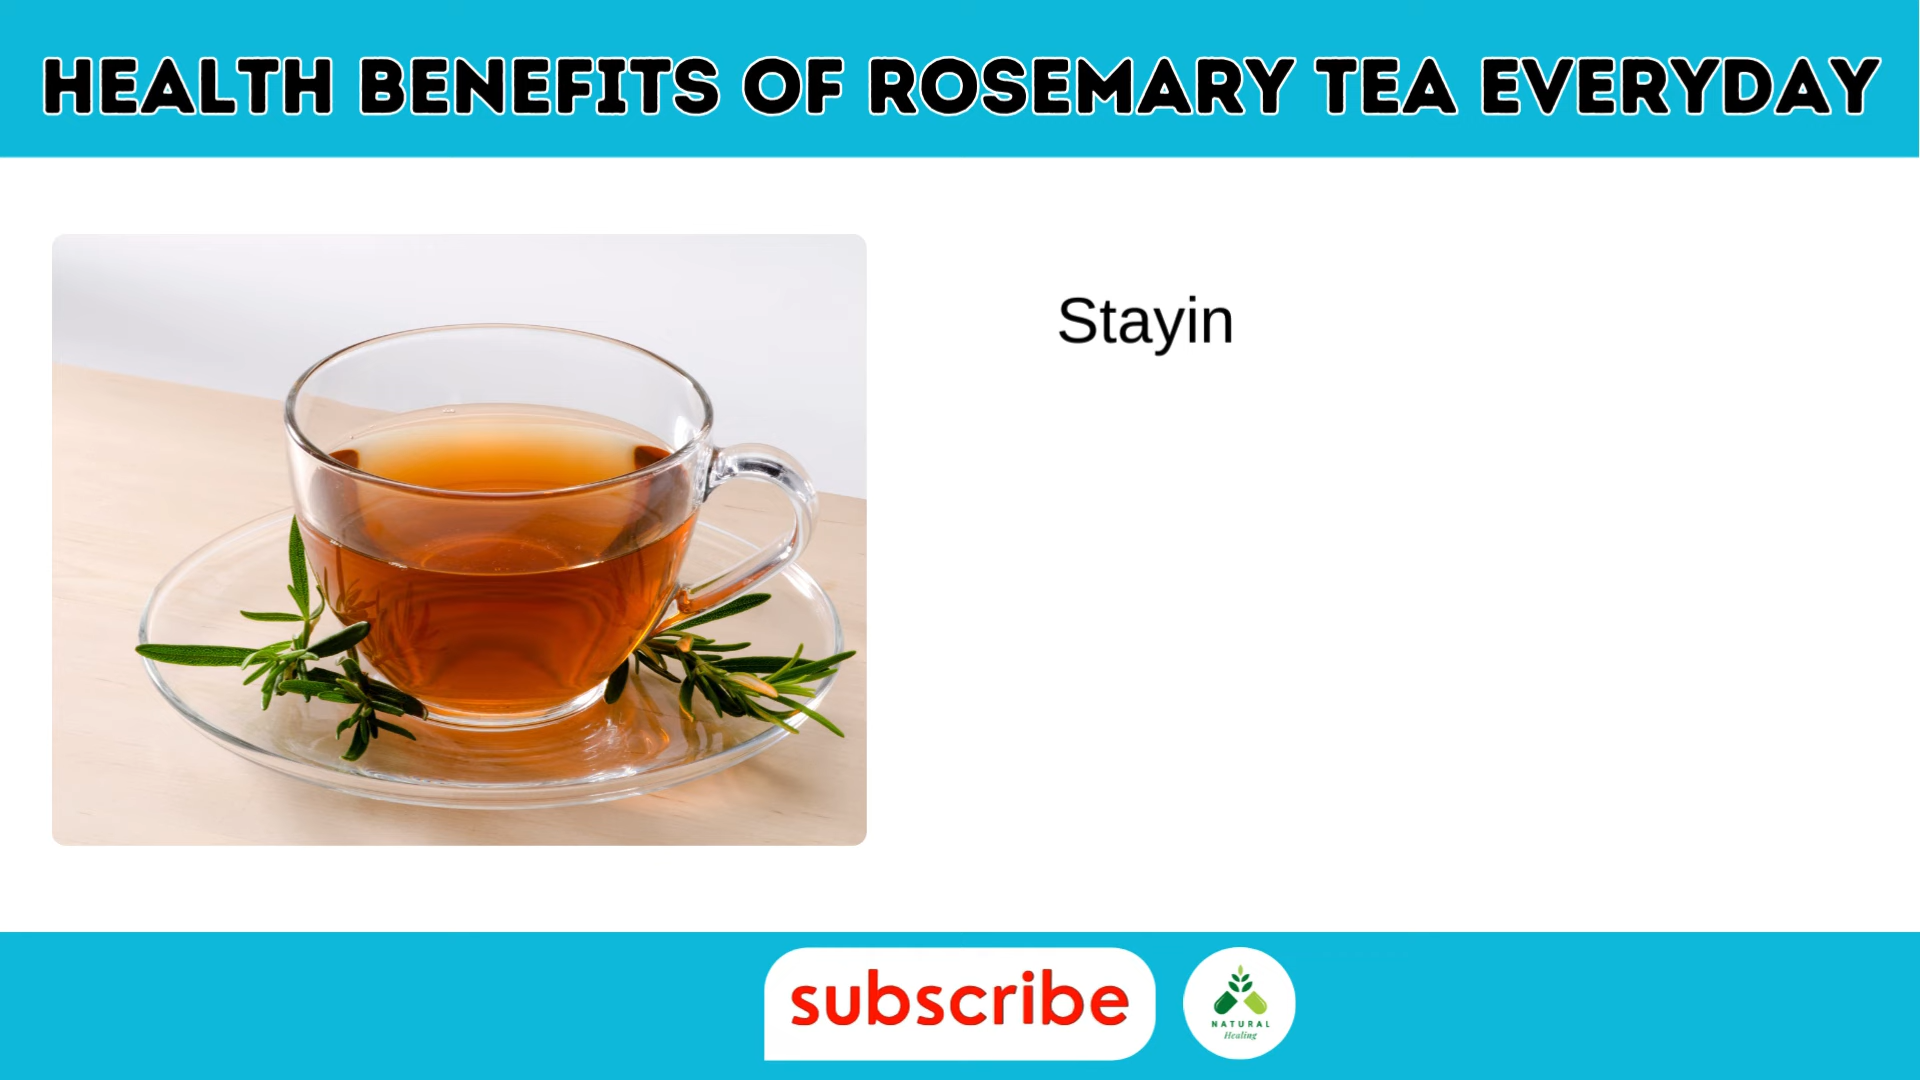 HEALTH BENEFITS OF ROSEMARY TEA EVERYDAY
Stayin
subscribe
NATURAL
Healing